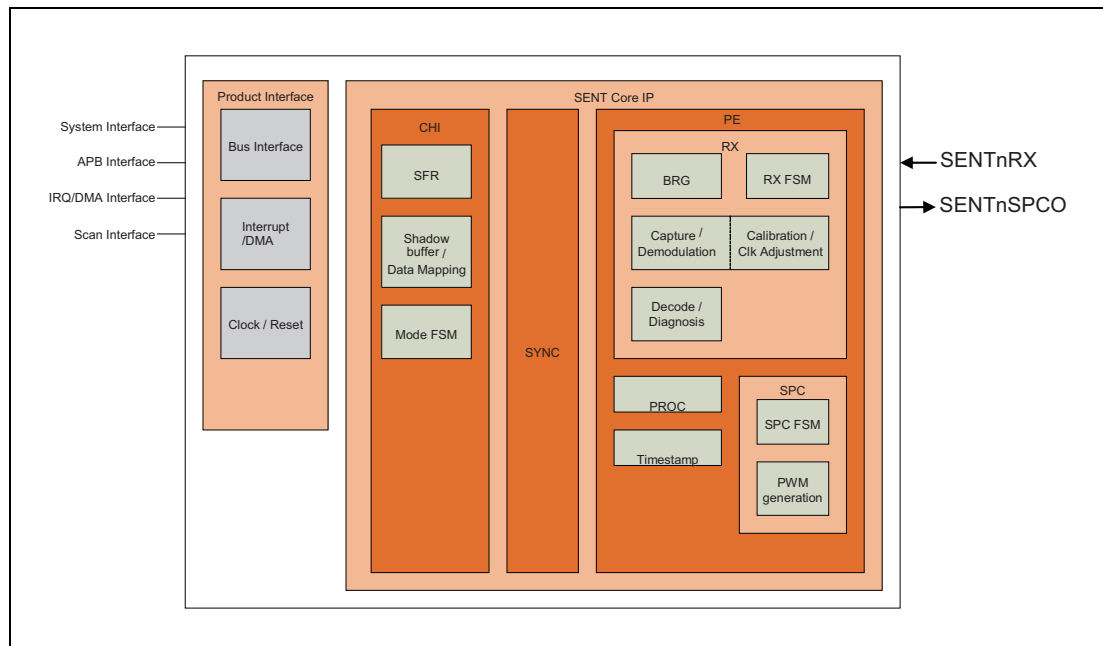 Product Interface
SENT Core IP
System Interface
APB Interface
IRQ/DMA Interface
Scan Interface
Bus Interface
Interrupt
/DMA
Clock / Reset
CHI
SFR
Shadow
buffer /
Data Mapping
Mode FSM
SYNC
PE
RX
BRG
RX FSM
Capture /
Demodulation
Calibration /
Clk Adjustment
Decode /
Diagnosis
PROC
Timestamp
SPC
SPC FSM
PWM
generation
SENTnRX
SENTnSPCO